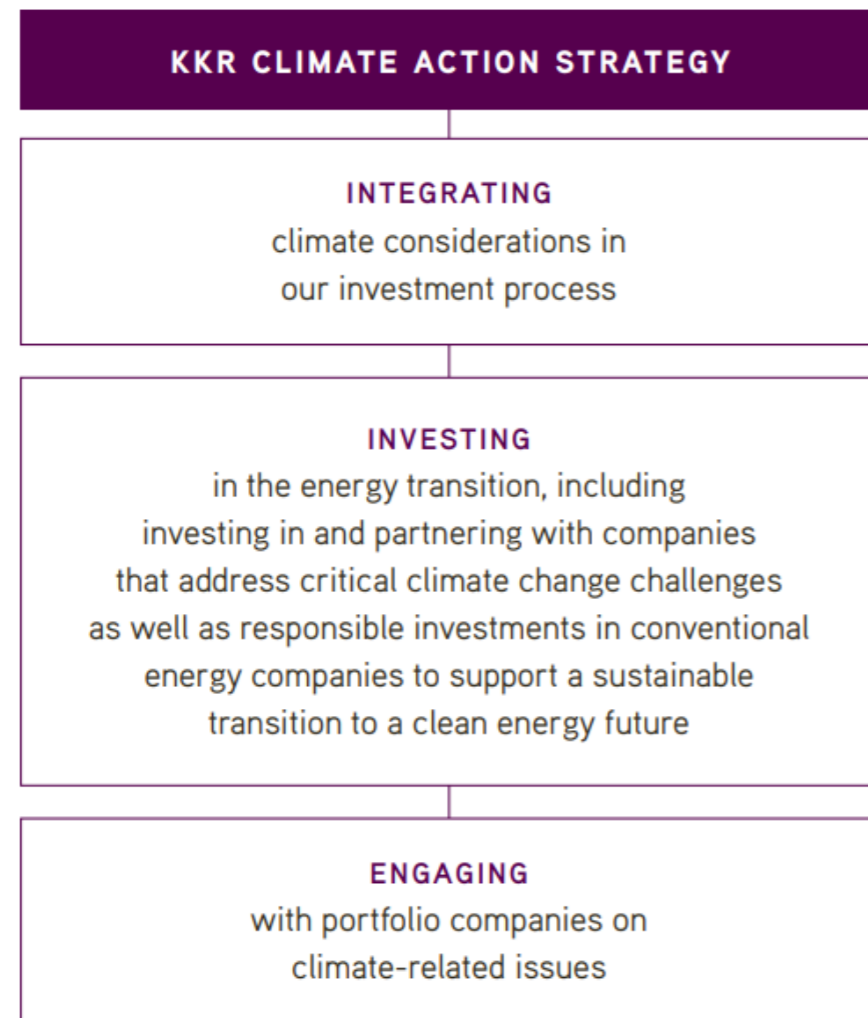 KKR CLIMATE ACTION STRATEGY
INTEGRATING
climate considerations in
our investment process
INVESTING
in the energy transition, including
investing in and partnering with companies
that address critical climate change challenges
as well as responsible investments in conventional
energy companies to support a sustainable
transition to a clean energy future
ENGAGING
with portfolio companies on
climate-related issues